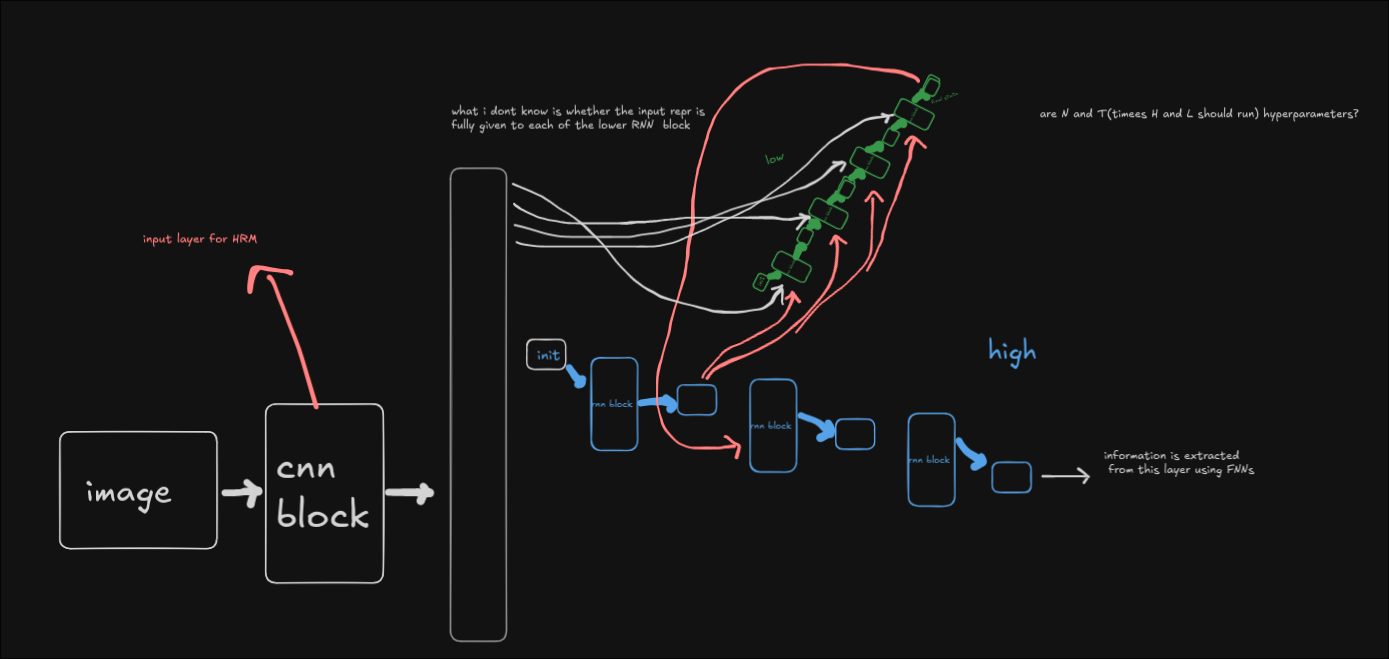 what i dont know is whether the input repr is
fully given to each of the lower RNN block
are N and T(timees H and L should run) hyperparameters?
low
input layer for HRM
init
high
rnn block
rnn block
rnn block
information is extracted
from this layer using FNNs
image
cnn
block